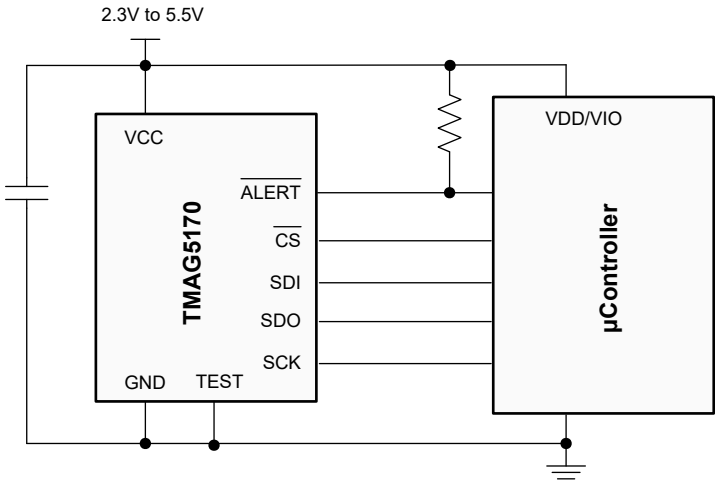 2.3V to 5.5V
VCC
VDD/VIO
ALERT
CS
SDI
SDO
SCK
TMAG5170
µController
GND
TEST